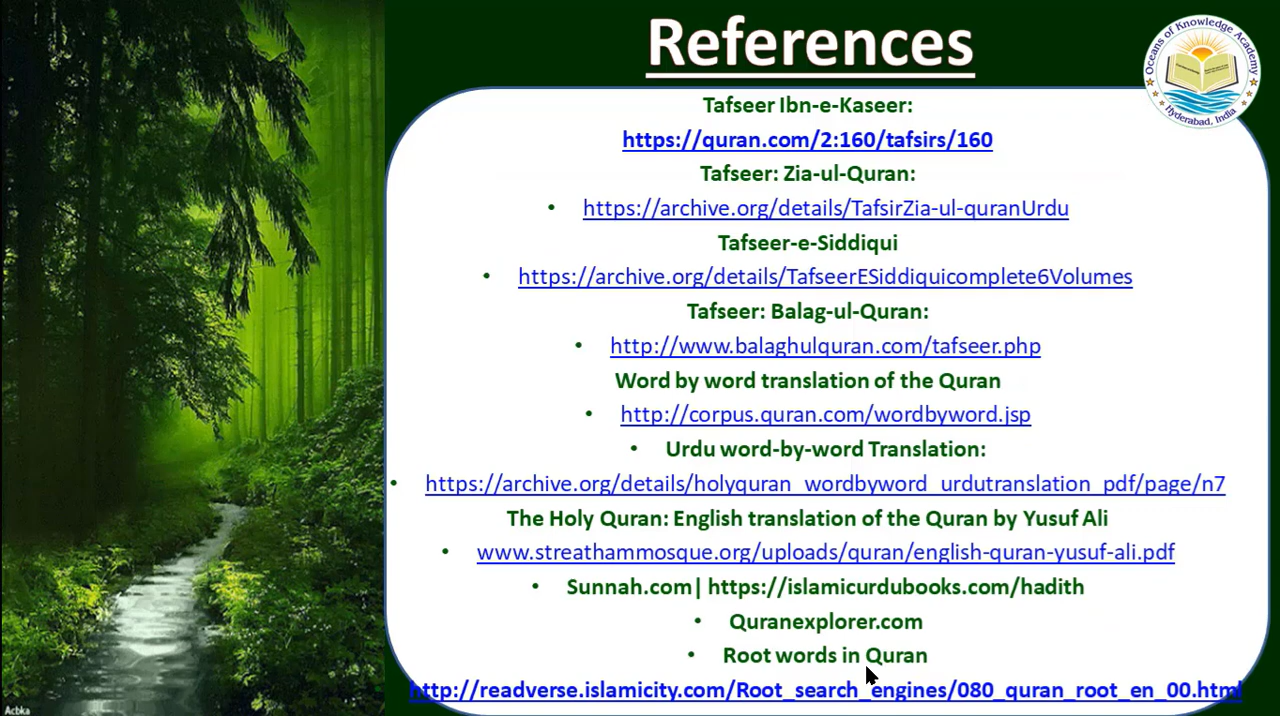 References
Oceans of Knowledge Academy
Hyderabad, India
Tafseer Ibn-e-Kaseer:
https://quran.com/2:160/tafsirs/160
Tafseer: Zia-ul-Quran:
• https://archive.org/details/TafsirZia-ul-quranUrdu
Tafseer-e-Siddiqui
• https://archive.org/details/TafseerESiddiquicomplete6Volumes
Tafseer: Balag-ul-Quran:
• http://www.balaghulquran.com/tafseer.php
Word by word translation of the Quran
• http://corpus.quran.com/wordbyword.jsp
• Urdu word-by-word Translation:
• https://archive.org/details/holyquran_wordbyword_urdutranslation_pdf/page/n7
The Holy Quran: English translation of the Quran by Yusuf Ali
• www.streathammosque.org/uploads/quran/english-quran-yusuf-ali.pdf
• Sunnah.com| https://islamicurdubooks.com/hadith
• Quranexplorer.com
• Root words in Quran
http://readverse.islamicity.com/Root_search_engines/080_quran_root_en_00.html
Acbka